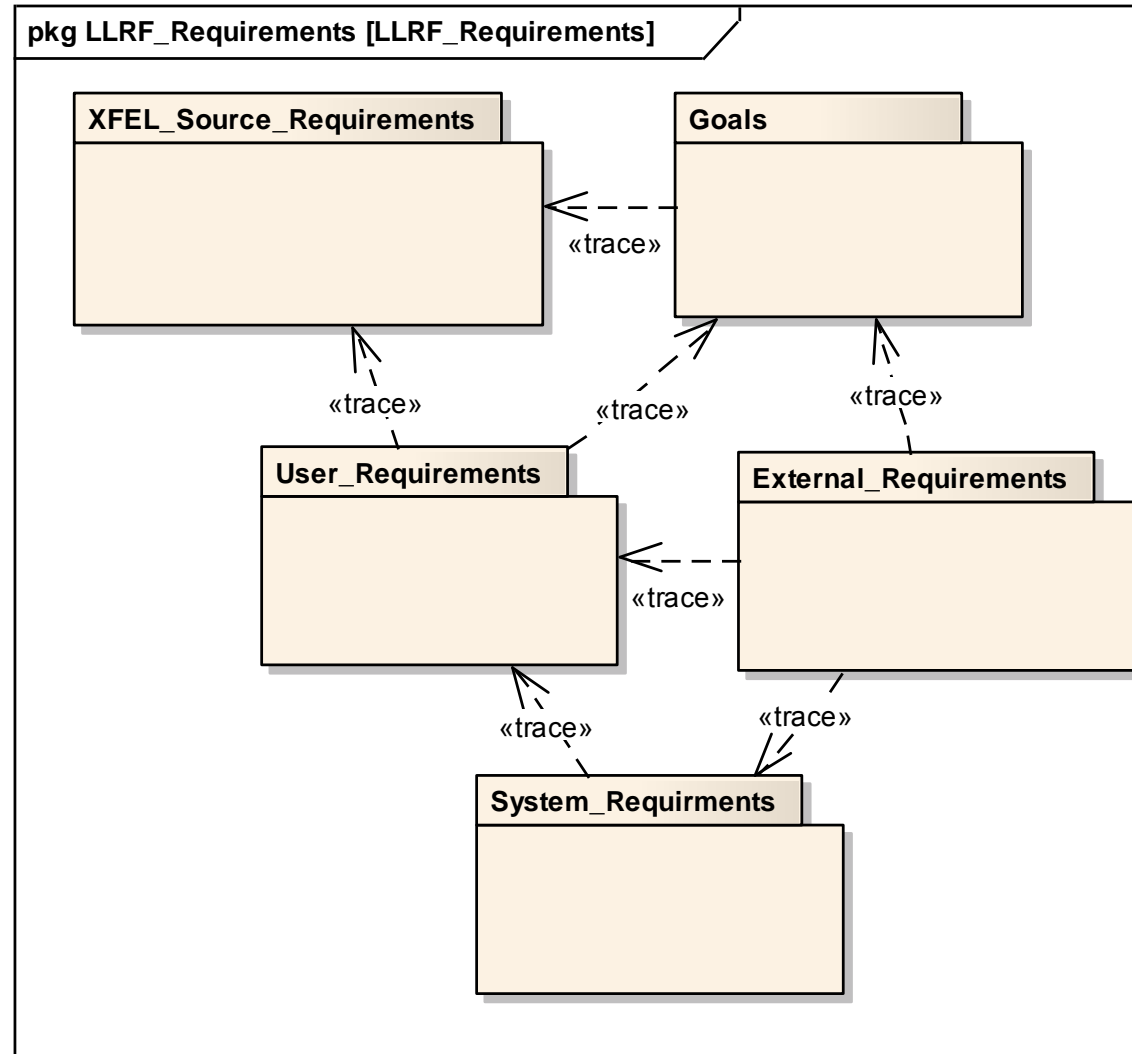 pkg LLRF_Requirements [LLRF_Requirements]
XFEL_Source_Requirements
Goals
«trace»
«trace»
«trace»
«trace»
User_Requirements
External_Requirements
«trace»
«trace»
«trace»
System_Requirments